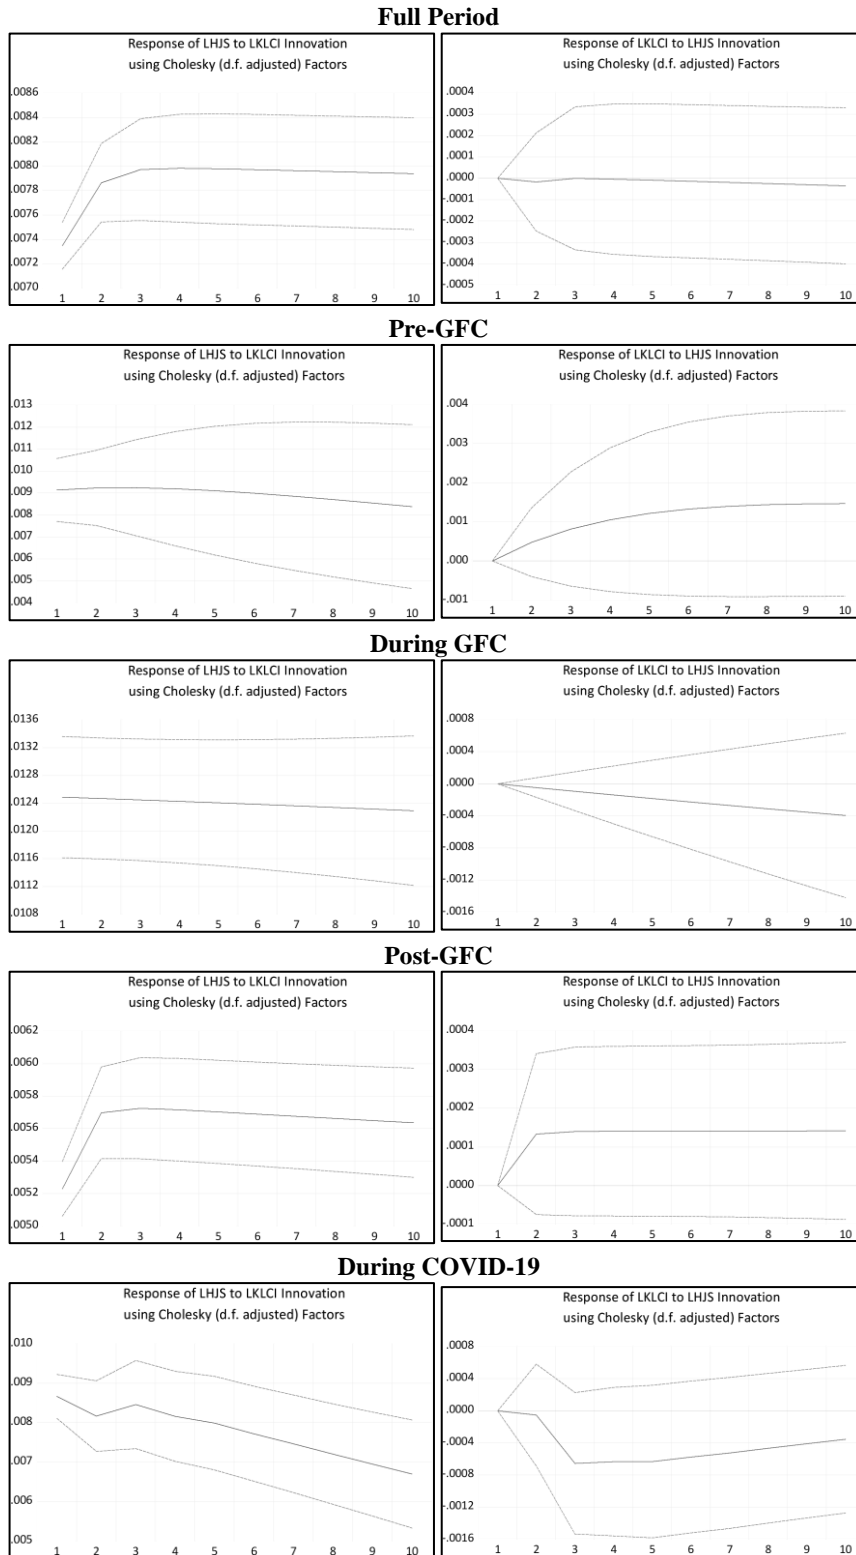 Full Period
Response of LHJS to LKLCI Innovation
using Cholesky (d.f. adjusted) Factors
.0086
.0084
.0082
.0080
.0078
.0076
.0074
.0072
.0070
1 2 3 4 5 6 7 8 9 10
Response of LKLCI to LHJS Innovation
using Cholesky (d.f. adjusted) Factors
.0004
.0003
.0002
.0001
.0000
-.0001
-.0002
-.0003
-.0004
-.0005
1 2 3 4 5 6 7 8 9 10
Pre-GFC
Response of LHJS to LKLCI Innovation
using Cholesky (d.f. adjusted) Factors
.013
.012
.011
.010
.009
.008
.007
.006
.005
.004
1 2 3 4 5 6 7 8 9 10
Response of LKLCI to LHJS Innovation
using Cholesky (d.f. adjusted) Factors
.004
.003
.002
.001
.000
-.001
1 2 3 4 5 6 7 8 9 10
During GFC
Response of LHJS to LKLCI Innovation
using Cholesky (d.f. adjusted) Factors
.0136
.0132
.0128
.0124
.0120
.0116
.0112
.0108
1 2 3 4 5 6 7 8 9 10
Response of LKLCI to LHJS Innovation
using Cholesky (d.f. adjusted) Factors
.0008
.0004
.0000
-.0004
-.0008
-.0012
-.0016
1 2 3 4 5 6 7 8 9 10
Post-GFC
Response of LHJS to LKLCI Innovation
using Cholesky (d.f. adjusted) Factors
.0062
.0060
.0058
.0056
.0054
.0052
.0050
1 2 3 4 5 6 7 8 9 10
Response of LKLCI to LHJS Innovation
using Cholesky (d.f. adjusted) Factors
.0004
.0003
.0002
.0001
.0000
-.0001
1 2 3 4 5 6 7 8 9 10
During COVID-19
Response of LHJS to LKLCI Innovation
using Cholesky (d.f. adjusted) Factors
.010
.009
.008
.007
.006
.005
1 2 3 4 5 6 7 8 9 10
Response of LKLCI to LHJS Innovation
using Cholesky (d.f. adjusted) Factors
.0008
.0004
.0000
-.0004
-.0008
-.0012
-.0016
1 2 3 4 5 6 7 8 9 10